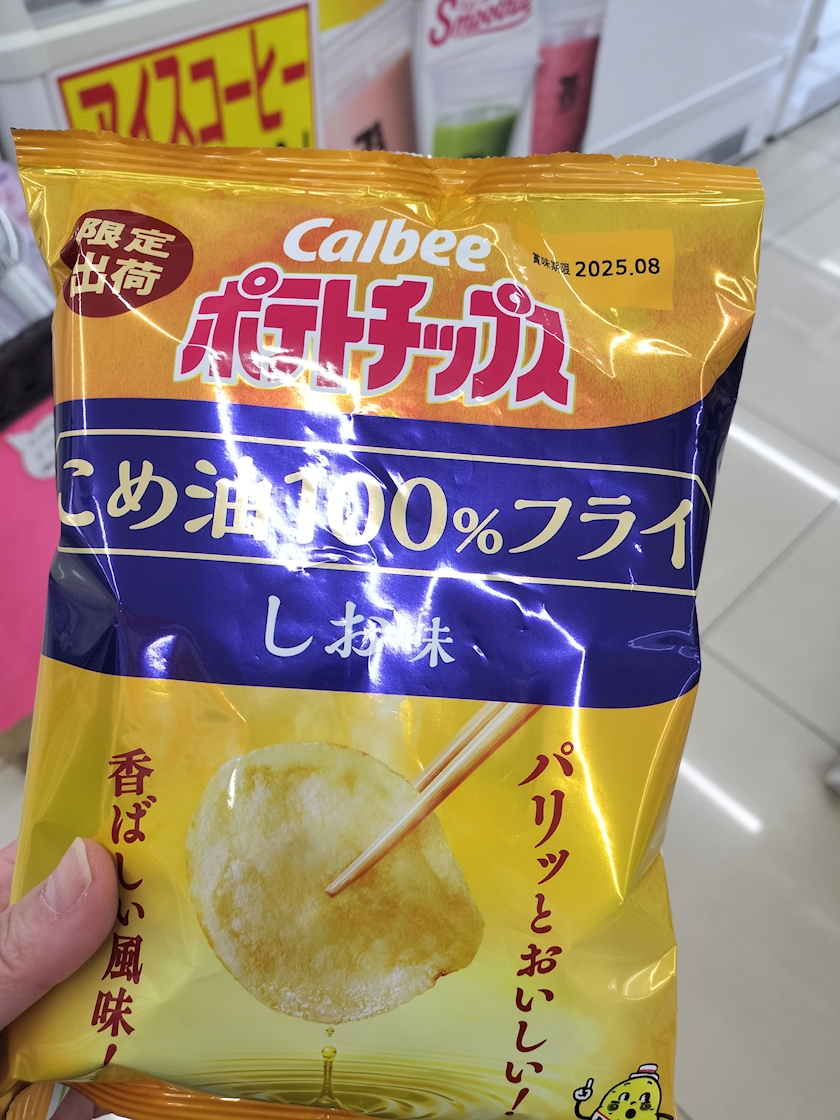 Smoothie
アイスコーヒー
限定
出荷
Calbee
賞味期限 2025.08
ポテトチップス
こめ油100%フライ
しお味
パリッとおいしい!
香ばしい風味!